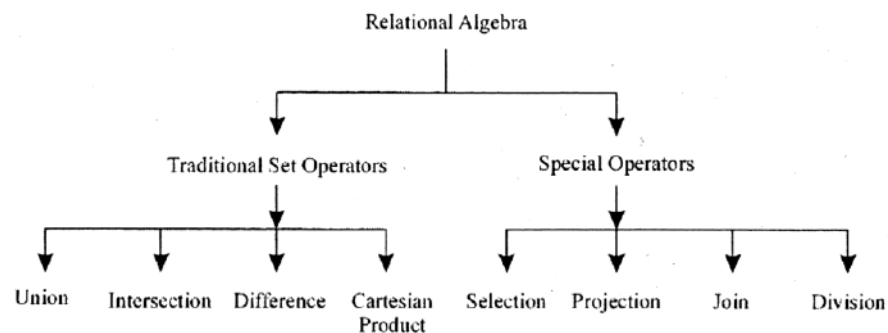 Relational Algebra
Traditional Set Operators
Special Operators
Union
Intersection
Difference
Cartesian
Product
Selection
Projection
Join
Division